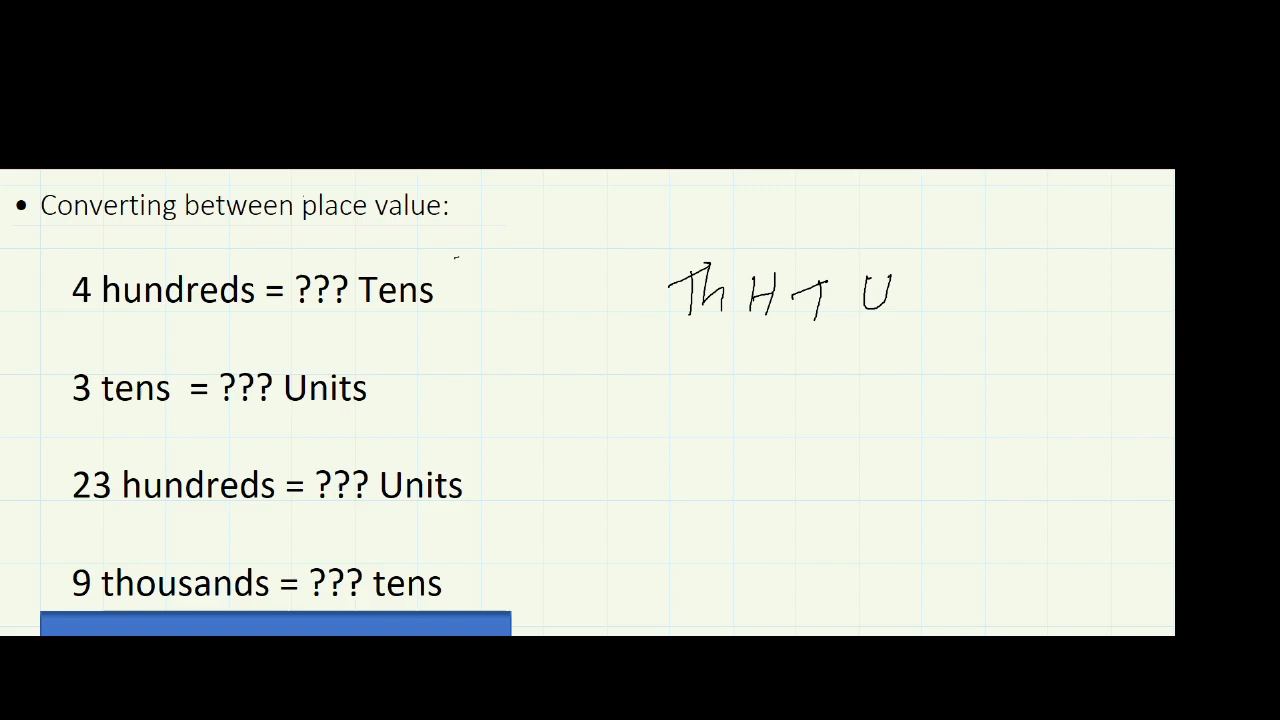 • Converting between place value:
4 hundreds = ??? Tens
Th H T U
3 tens = ??? Units
23 hundreds = ??? Units
9 thousands = ??? tens